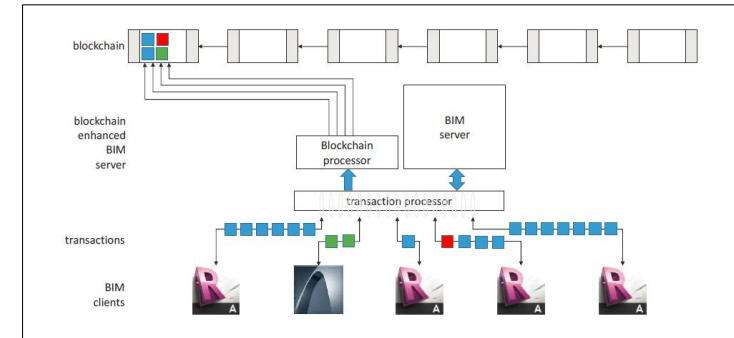 blockchain
blockchain
enhanced
BIM
server
BIM
server
Blockchain
processor
transaction processor
transactions
BIM
clients
R
A
R
A
R
A
R
A